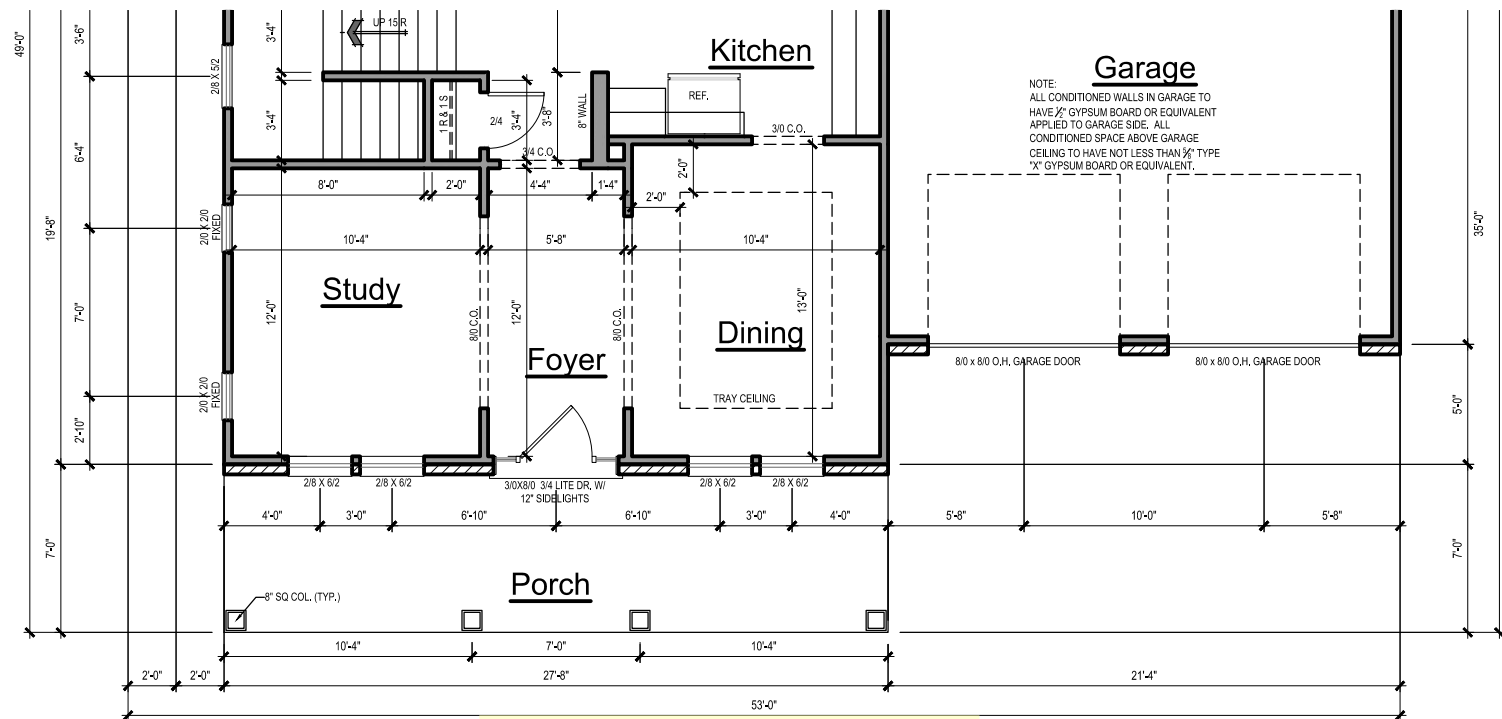 UP 15 R
Kitchen
Garage
49'-0"
3'-6"
3'-4"
2/8 X 5/2
1 R & 1 S
2/4
3'-4"
3'-8"
8" WALL
REF.
NOTE:
ALL CONDITIONED WALLS IN GARAGE TO
HAVE ½" GYPSUM BOARD OR EQUIVALENT
APPLIED TO GARAGE SIDE. ALL
CONDITIONED SPACE ABOVE GARAGE
CEILING TO HAVE NOT LESS THAN ⅝" TYPE
"X" GYPSUM BOARD OR EQUIVALENT.
3'-4"
6'-4"
3/4 C.O.
3/0 C.O.
8'-0"
2'-0"
4'-4"
1'-4"
2'-0"
2'-0"
19'-8"
2/0 X 2/0
FIXED
10'-4"
5'-8"
10'-4"
35'-0"
Study
7'-0"
12'-0"
8/0 C.O.
12'-0"
8/0 C.O.
13'-0"
Foyer
Dining
8/0 x 8/0 O.H. GARAGE DOOR
8/0 x 8/0 O.H. GARAGE DOOR
2/0 X 2/0
FIXED
TRAY CEILING
2'-10"
5'-0"
2/8 X 6/2
2/8 X 6/2
3/0X8/0 3/4 LITE DR, W/
12" SIDELIGHTS
2/8 X 6/2
2/8 X 6/2
4'-0"
3'-0"
6'-10"
6'-10"
3'-0"
4'-0"
5'-8"
10'-0"
5'-8"
7'-0"
7'-0"
Porch
8" SQ COL. (TYP.)
10'-4"
7'-0"
10'-4"
2'-0"
2'-0"
27'-8"
21'-4"
53'-0"